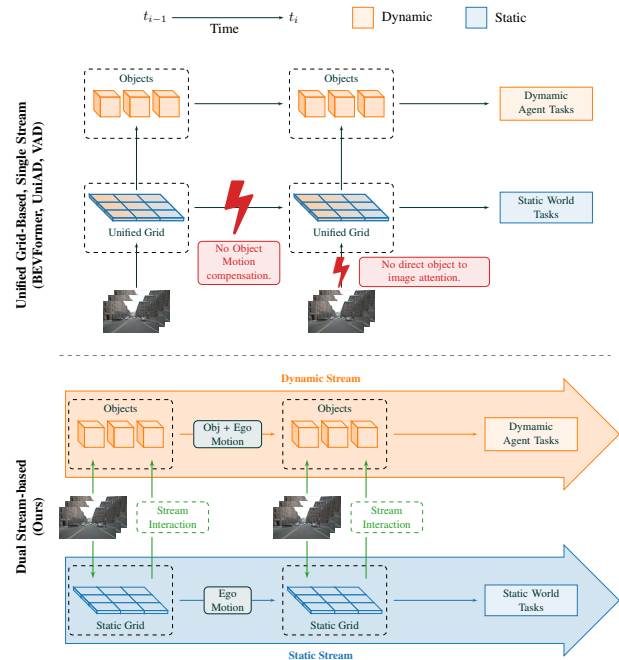 t_{i−1}
t_i
Time
Dynamic
Static
Unified Grid-Based, Single Stream
(BEVFormer, UniAD, VAD)
Objects
Objects
Dymamic
Agent Tasks
Unified Grid
Unified Grid
Static World
Tasks
No Object
Motion
compensation.
No direct object to
image attention.
Dual Stream-based
(Ours)
Dynamic Stream
Objects
Obj + Ego
Motion
Objects
Dymamic
Agent Tasks
Stream
Interaction
Stream
Interaction
Static Grid
Ego
Motion
Static Grid
Static World
Tasks
Static Stream